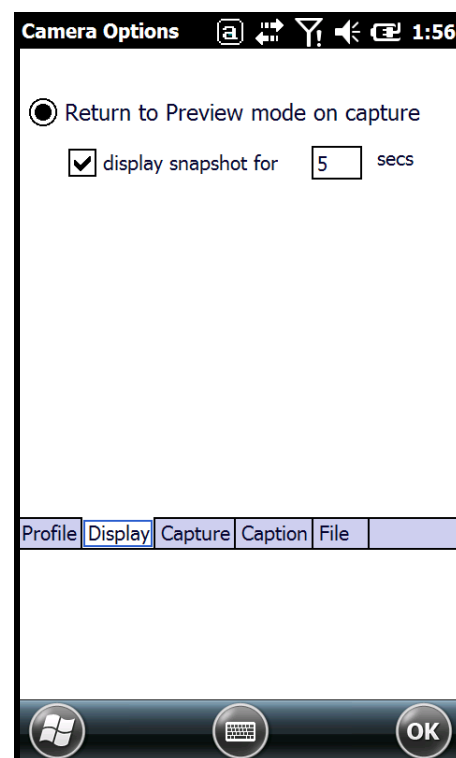 Camera Options a 1:56
Return to Preview mode on capture
display snapshot for 5 secs
Profile Display Capture Caption File
OK